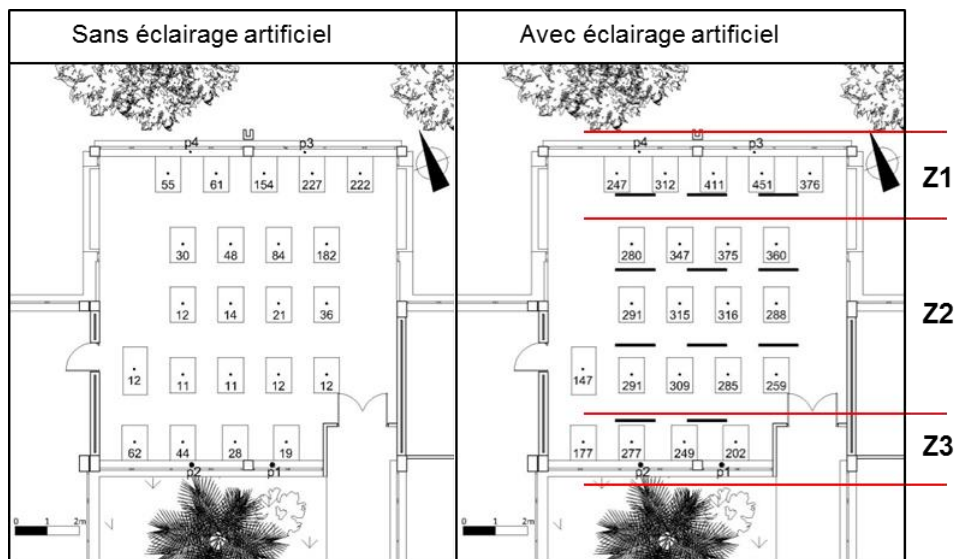 Sans éclairage artificiel
Avec éclairage artificiel
p4 p3
55 61 154 227 222
30 48 84 182
12 14 21 36
12 11 11 12 12
62 44 28 19
p2 p1
0 1 2m
p4 p3
247 312 411 451 376
280 347 375 360
291 315 316 288
147 291 309 285 259
177 277 249 202
p2 p1
0 1 2m
Z1
Z2
Z3